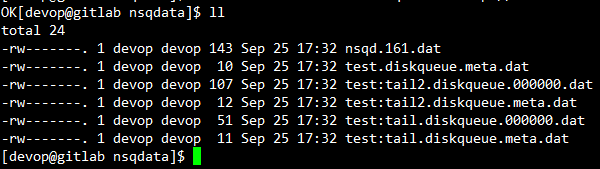 OK[devop@gitlab nsqdata]$ ll
total 24
-rw-------. 1 devop devop 143 Sep 25 17:32 nsqd.161.dat
-rw-------. 1 devop devop  10 Sep 25 17:32 test.diskqueue.meta.dat
-rw-------. 1 devop devop 107 Sep 25 17:32 test:tail2.diskqueue.000000.dat
-rw-------. 1 devop devop  12 Sep 25 17:32 test:tail2.diskqueue.meta.dat
-rw-------. 1 devop devop  51 Sep 25 17:32 test:tail.diskqueue.000000.dat
-rw-------. 1 devop devop  11 Sep 25 17:32 test:tail.diskqueue.meta.dat
[devop@gitlab nsqdata]$